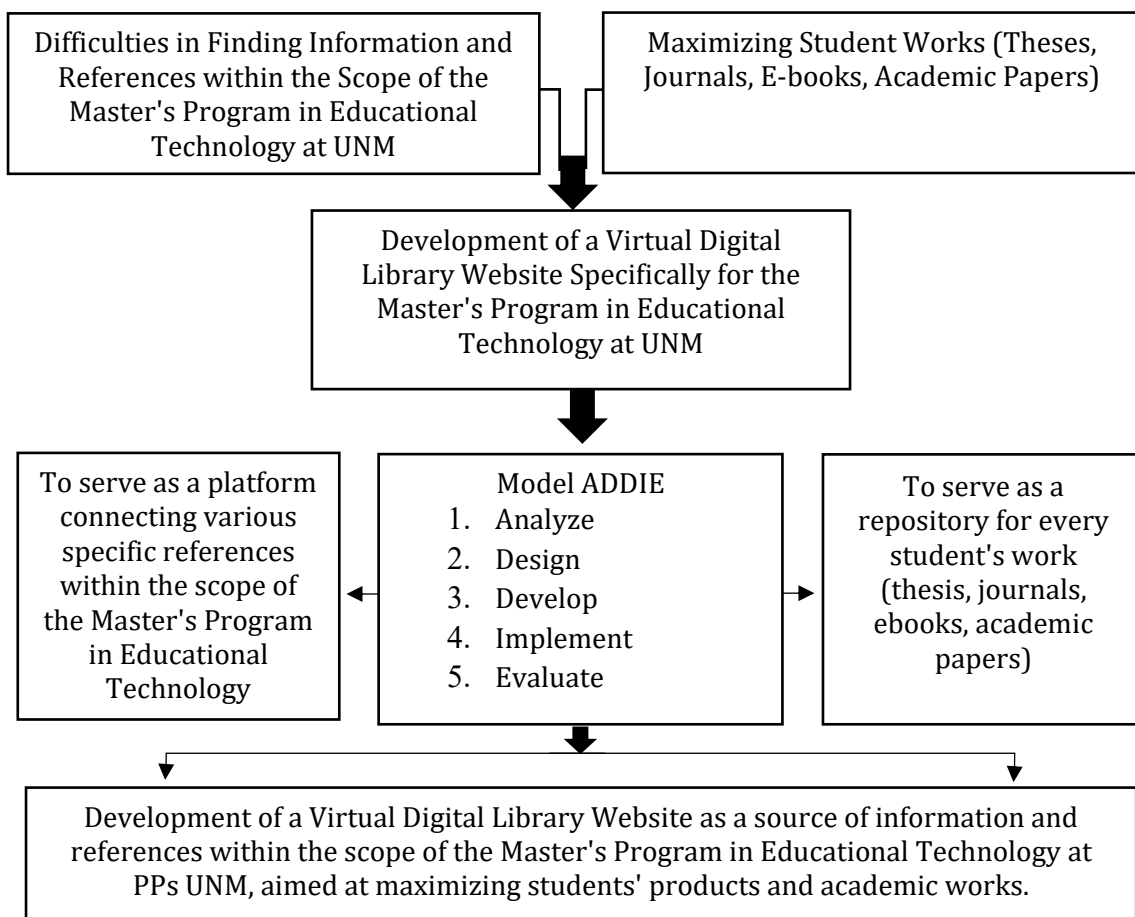 Difficulties in Finding Information and
References within the Scope of the
Master's Program in Educational
Technology at UNM
Maximizing Student Works (Theses,
Journals, E-books, Academic Papers)
Development of a Virtual Digital
Library Website Specifically for the
Master's Program in Educational
Technology at UNM
To serve as a platform
connecting various
specific references
within the scope of
the Master's Program
in Educational
Technology
Model ADDIE
1. Analyze
2. Design
3. Develop
4. Implement
5. Evaluate
To serve as a
repository for every
student's work
(thesis, journals,
ebooks, academic
papers)
Development of a Virtual Digital Library Website as a source of information and
references within the scope of the Master's Program in Educational Technology at
PPs UNM, aimed at maximizing students' products and academic works.